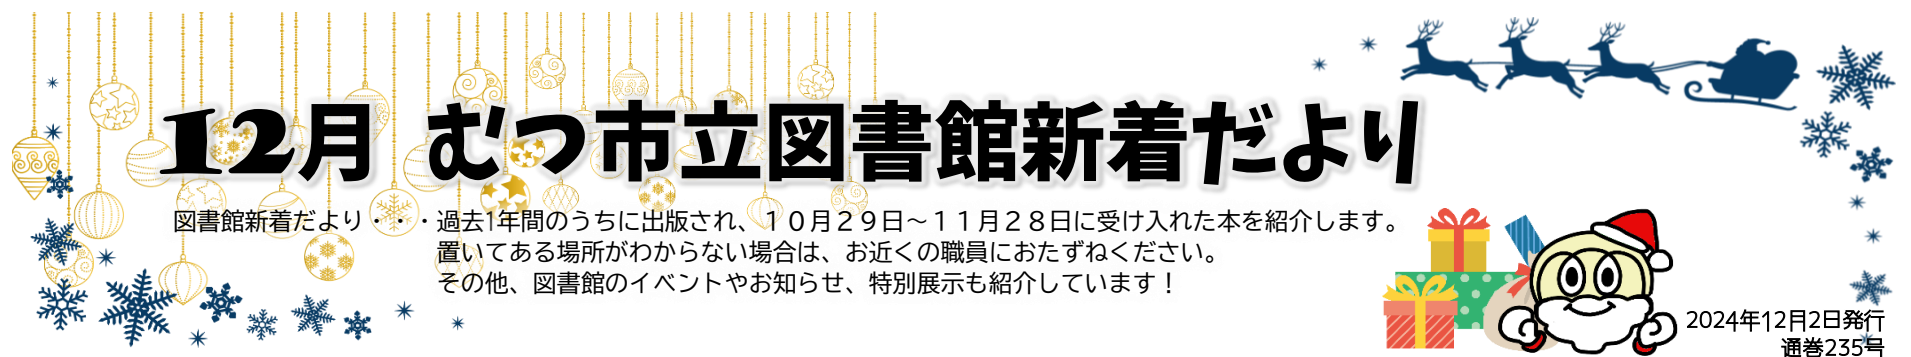 12月 むつ市立図書館新着だより
図書館新着だより・・・過去1年間のうちに出版され、１０月２９日～１１月２８日に受け入れた本を紹介します。
置いてある場所がわからない場合は、お近くの職員におたずねください。
その他、図書館のイベントやお知らせ、特別展示も紹介しています！
2024年12月2日発行
通巻235号